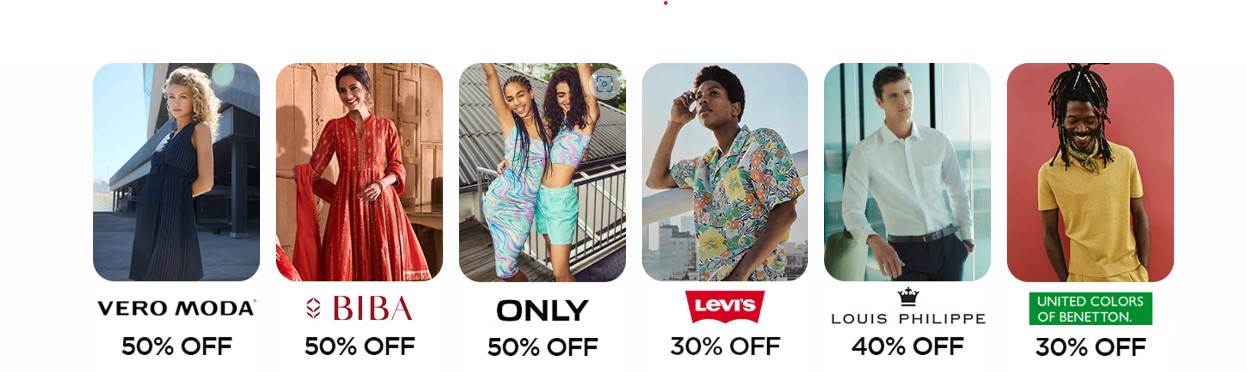 VERO MODA®
50% OFF
BIBA
50% OFF
ONLY
50% OFF
LEVI'S
30% OFF
LOUIS PHILIPPE
40% OFF
UNITED COLORS
OF BENETTON.
30% OFF